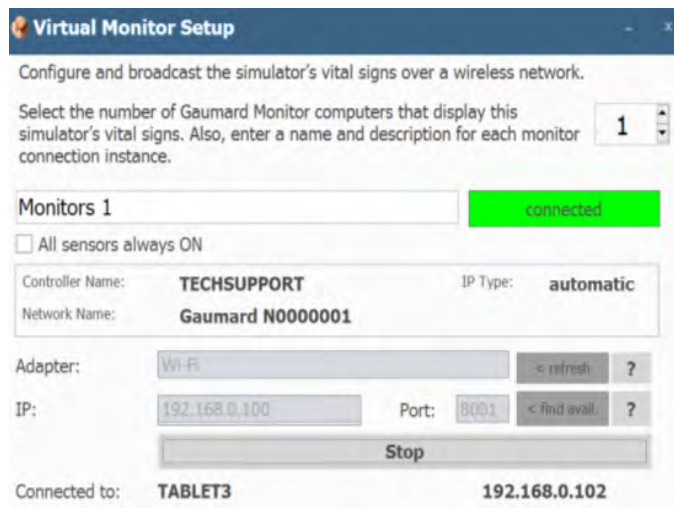 Virtual Monitor Setup
Configure and broadcast the simulator's vital signs over a wireless network.
Select the number of Gaumard Monitor computers that display this
simulator's vital signs. Also, enter a name and description for each monitor
connection instance.
1
Monitors 1
connected
All sensors always ON
Controller Name: TECHSUPPORT IP Type: automatic
Network Name: Gaumard N0000001
Adapter: Wi-Fi < refresh ?
IP: 192.168.0.100 Port: 8001 < find avail. ?
Stop
Connected to: TABLET3 192.168.0.102